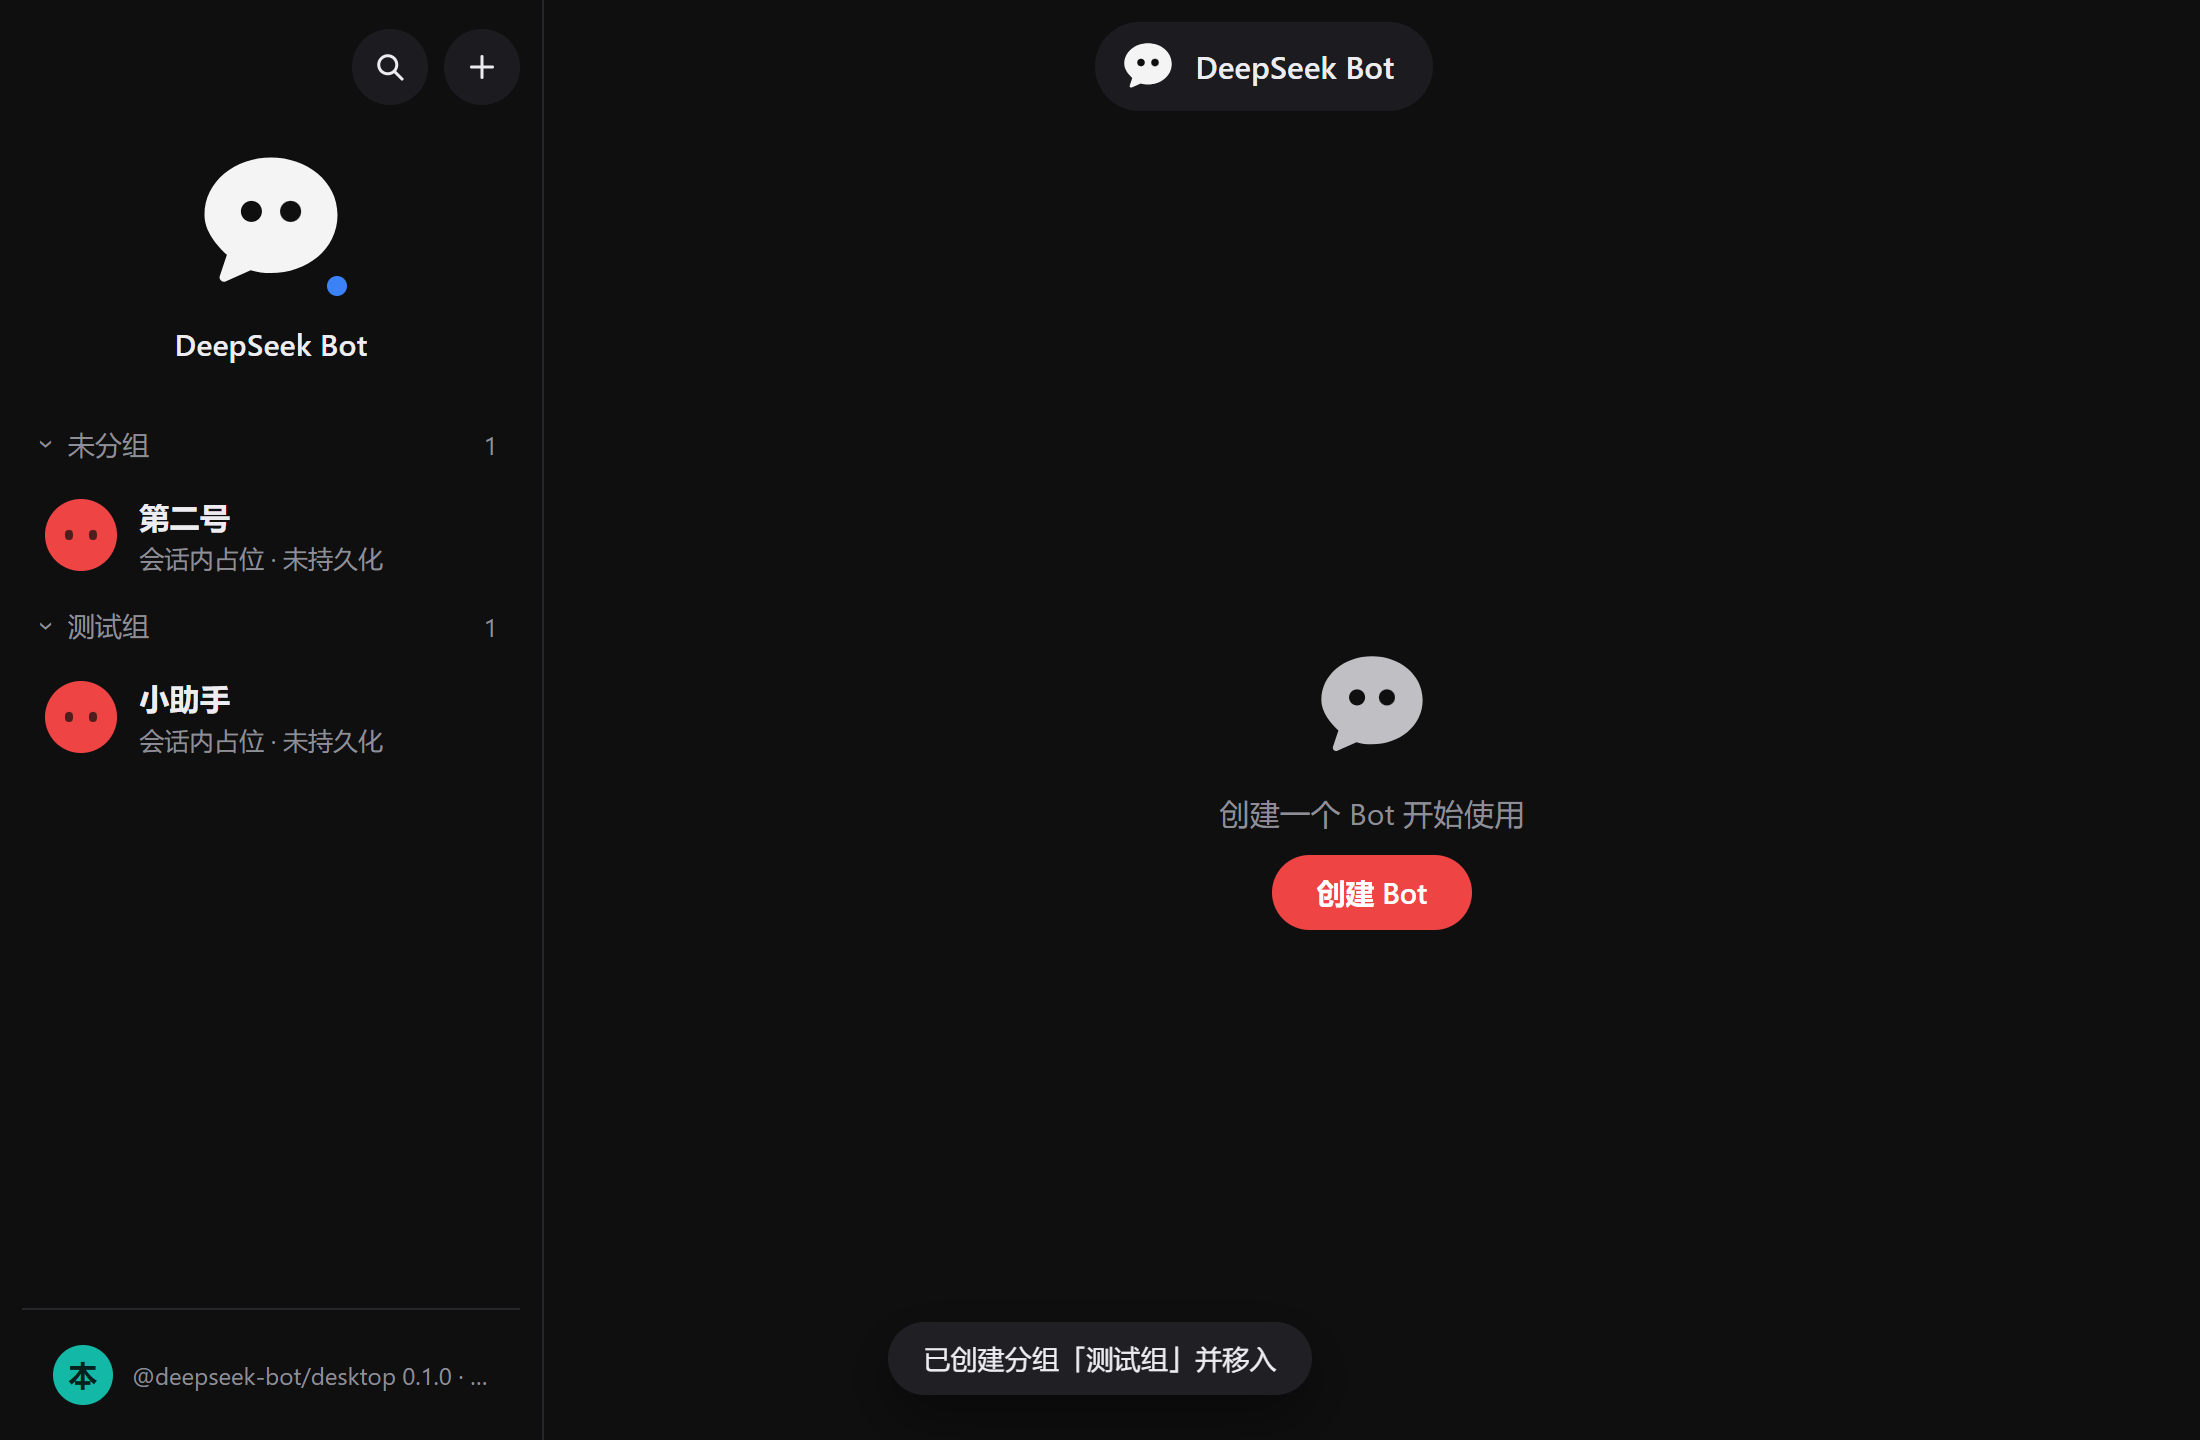 DeepSeek Bot
DeepSeek Bot
未分组 1
第二号
会话内占位 · 未持久化
测试组 1
小助手
会话内占位 · 未持久化
创建一个 Bot 开始使用
创建 Bot
已创建分组「测试组」并移入
本 @deepseek-bot/desktop 0.1.0 · ...